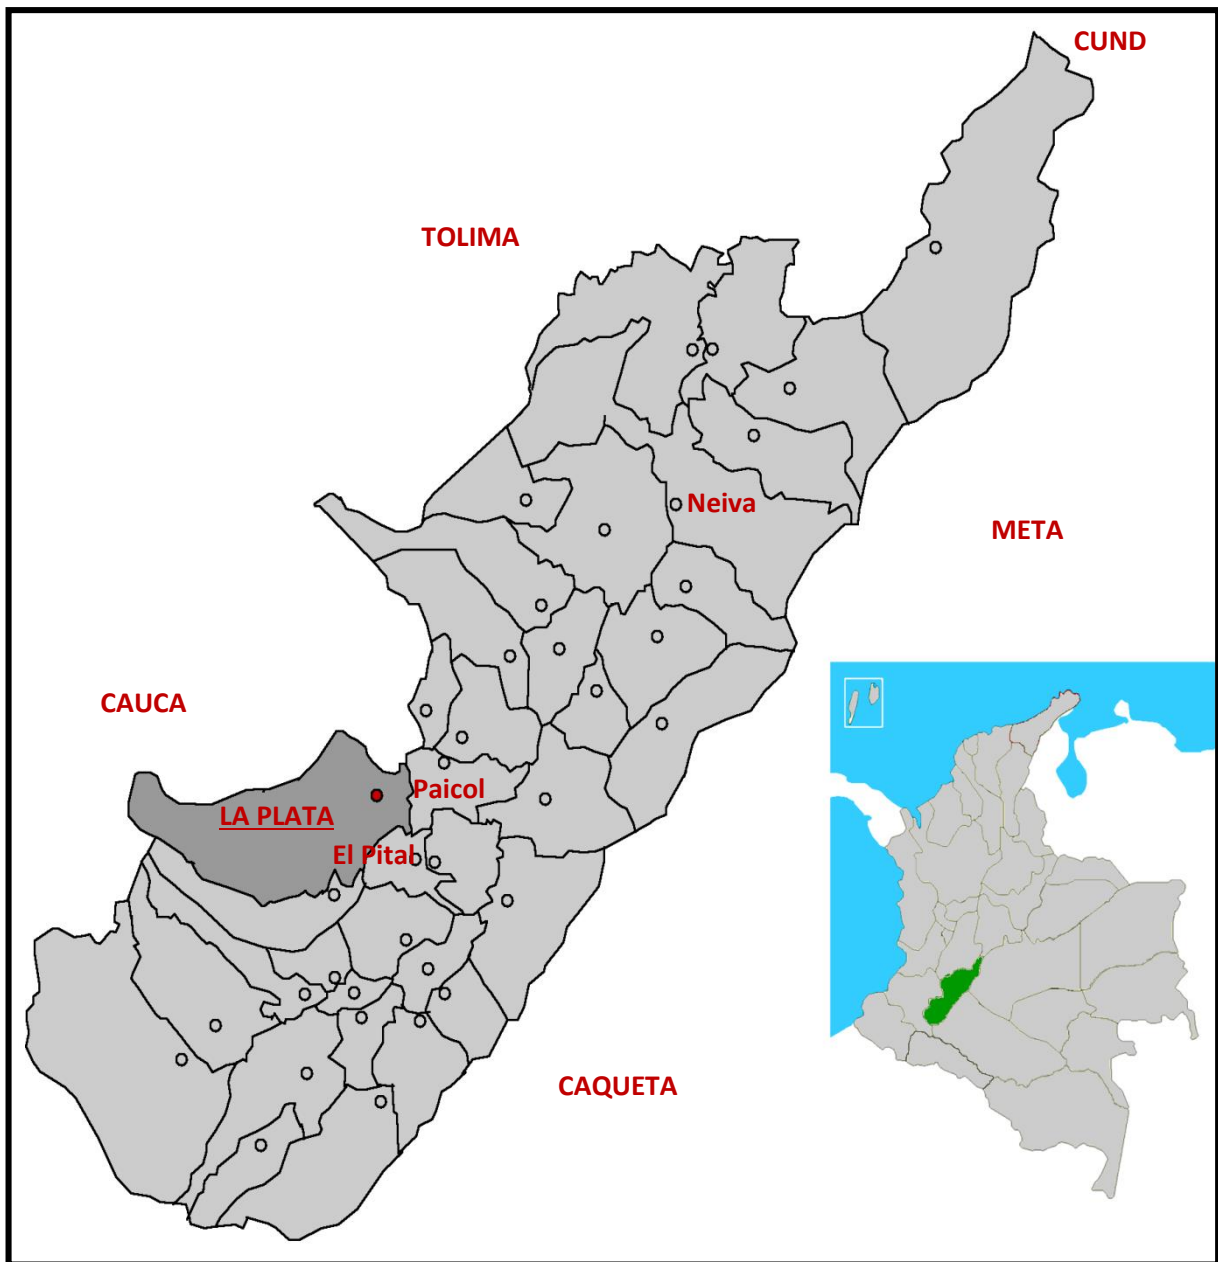 CUND
TOLIMA
Neiva
META
CAUCA
Paicol
LA PLATA
El Pital
CAQUETA